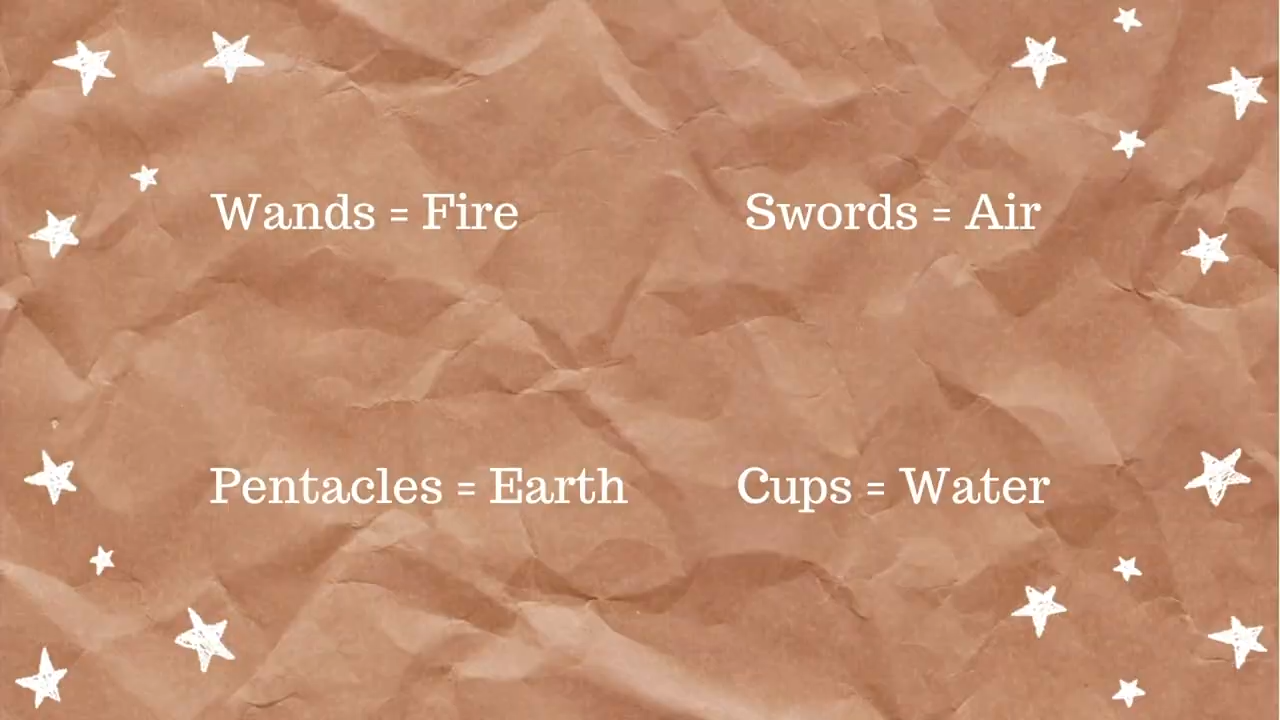 Wands = Fire
Swords = Air
Pentacles = Earth
Cups = Water